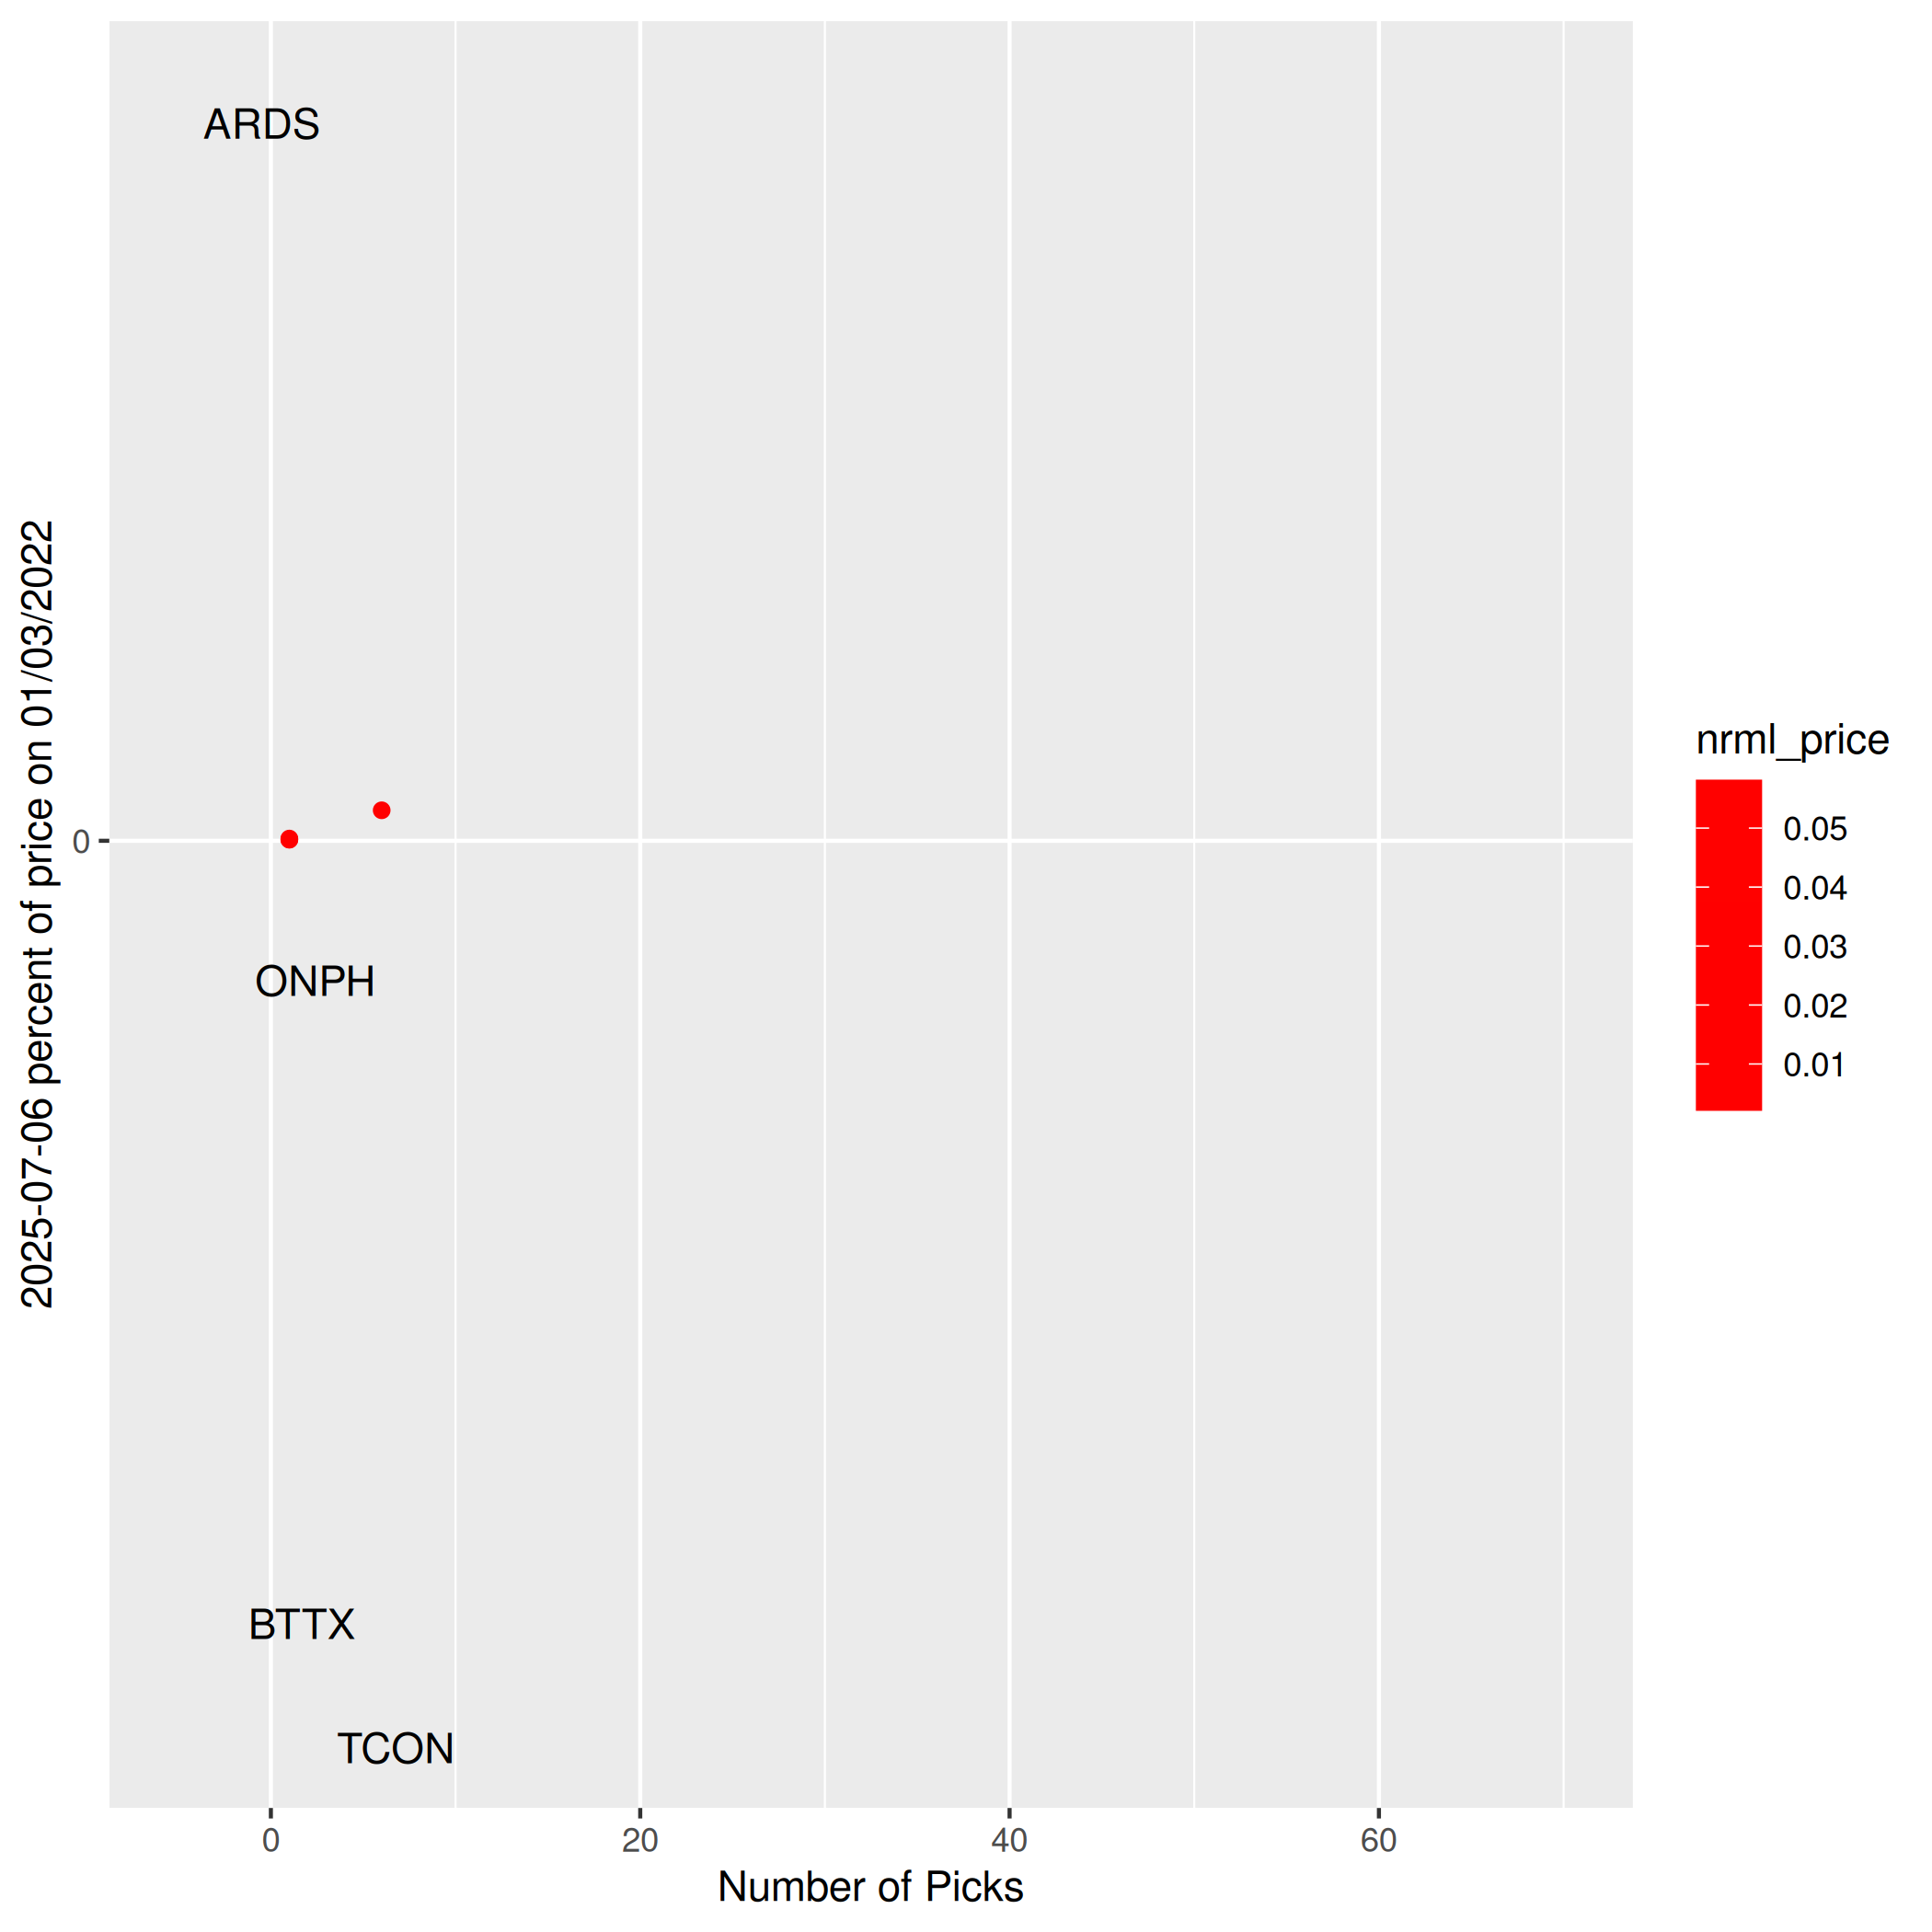 ARDS
2025-07-06 percent of price on 01/03/2022
0
ONPH
BTTX
TCON
0 20 40 60
Number of Picks
nrml_price
0.05
0.04
0.03
0.02
0.01